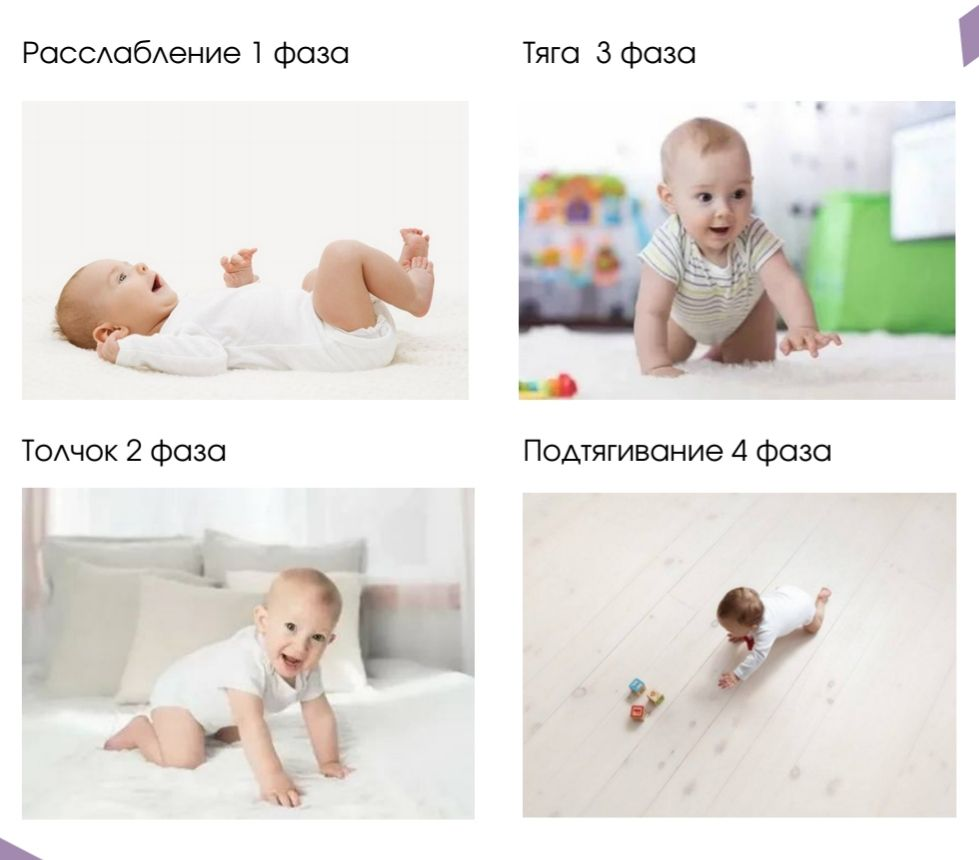 Расслабление 1 фаза
Тяга 3 фаза
Толчок 2 фаза
Подтягивание 4 фаза